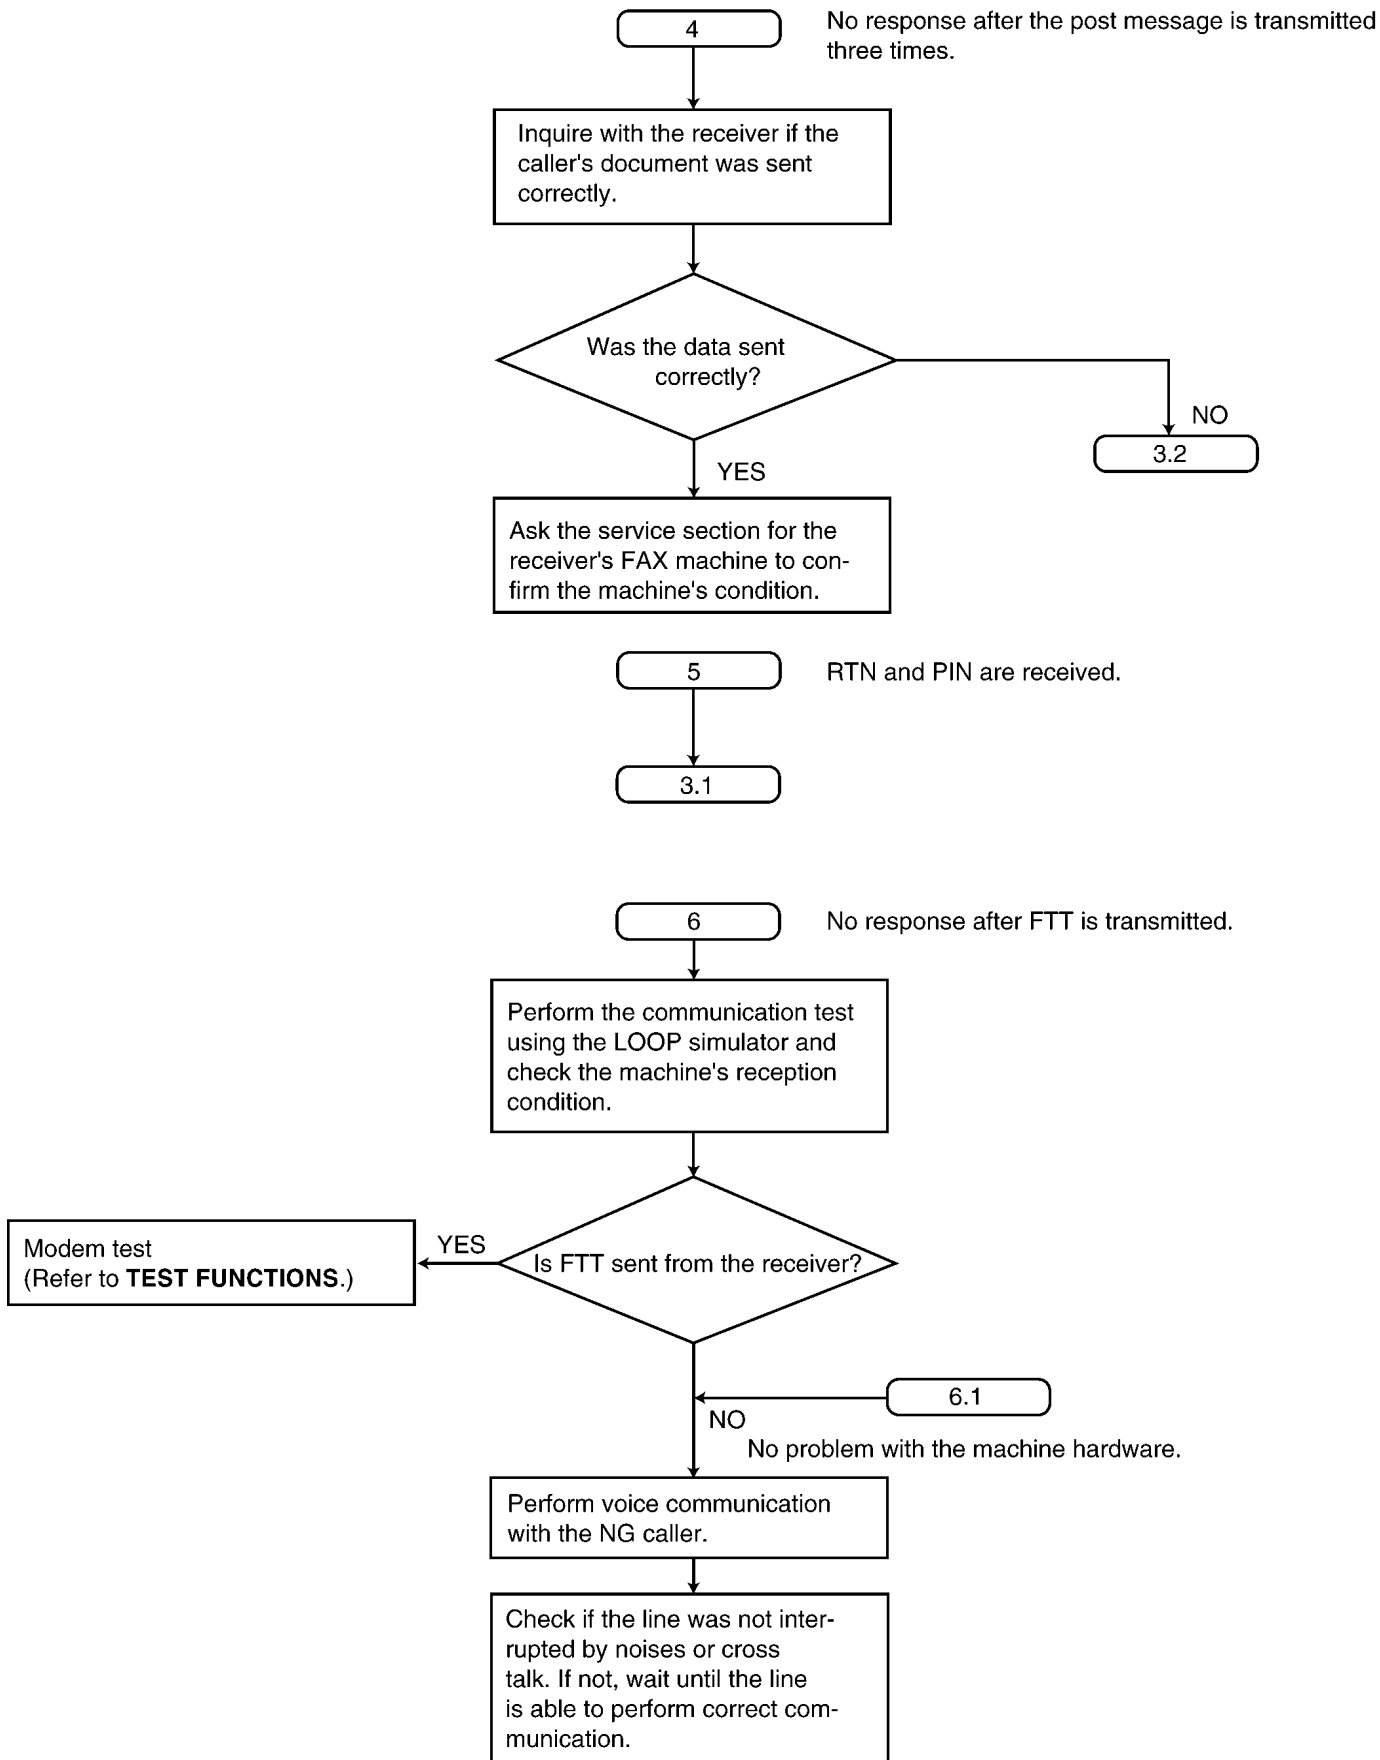 4
No response after the post message is transmitted
three times.
Inquire with the receiver if the
caller's document was sent
correctly.
Was the data sent
correctly?
NO
3.2
YES
Ask the service section for the
receiver's FAX machine to con-
firm the machine's condition.
5
RTN and PIN are received.
3.1
6
No response after FTT is transmitted.
Perform the communication test
using the LOOP simulator and
check the machine's reception
condition.
Is FTT sent from the receiver?
YES
Modem test
(Refer to TEST FUNCTIONS.)
6.1
NO
No problem with the machine hardware.
Perform voice communication
with the NG caller.
Check if the line was not inter-
rupted by noises or cross
talk. If not, wait until the line
is able to perform correct com-
munication.